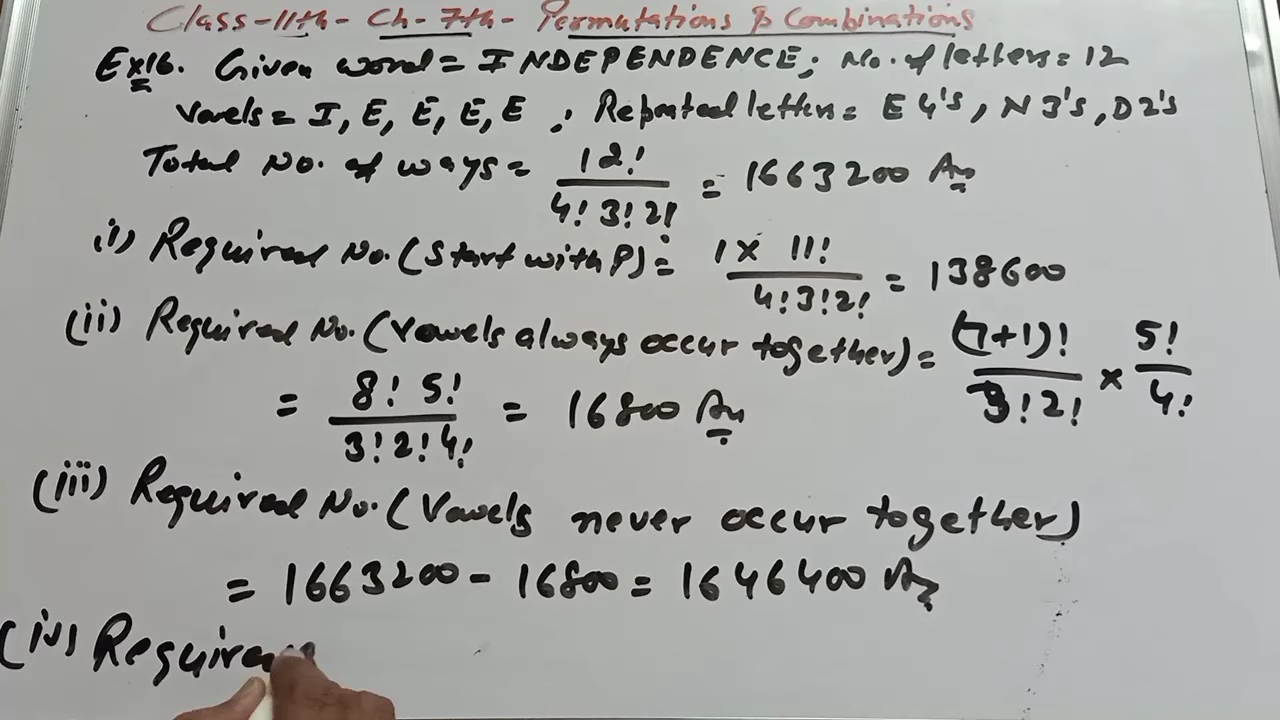 Class-11th- Ch-7th- Permutations & Combinations
Ex16. Given word = INDEPENDENCE; No. of letters = 12
Vowels = I, E, E, E, E ; Repeated letters = E 4's, N 3's, D 2's
Total No. of ways = 12! / 4! 3! 2! = 1663200 An
(i) Required No. (Start with P) = 1 × 11! / 4! 3! 2! = 138600
(ii) Required No. (Vowels always occur together) = (7+1)! / 3! 2! × 5! / 4!
= 8! 5! / 3! 2! 4! = 16800 An
(iii) Required No. (Vowels never occur together)
= 1663200 - 16800 = 1646400 An
(iv) Require